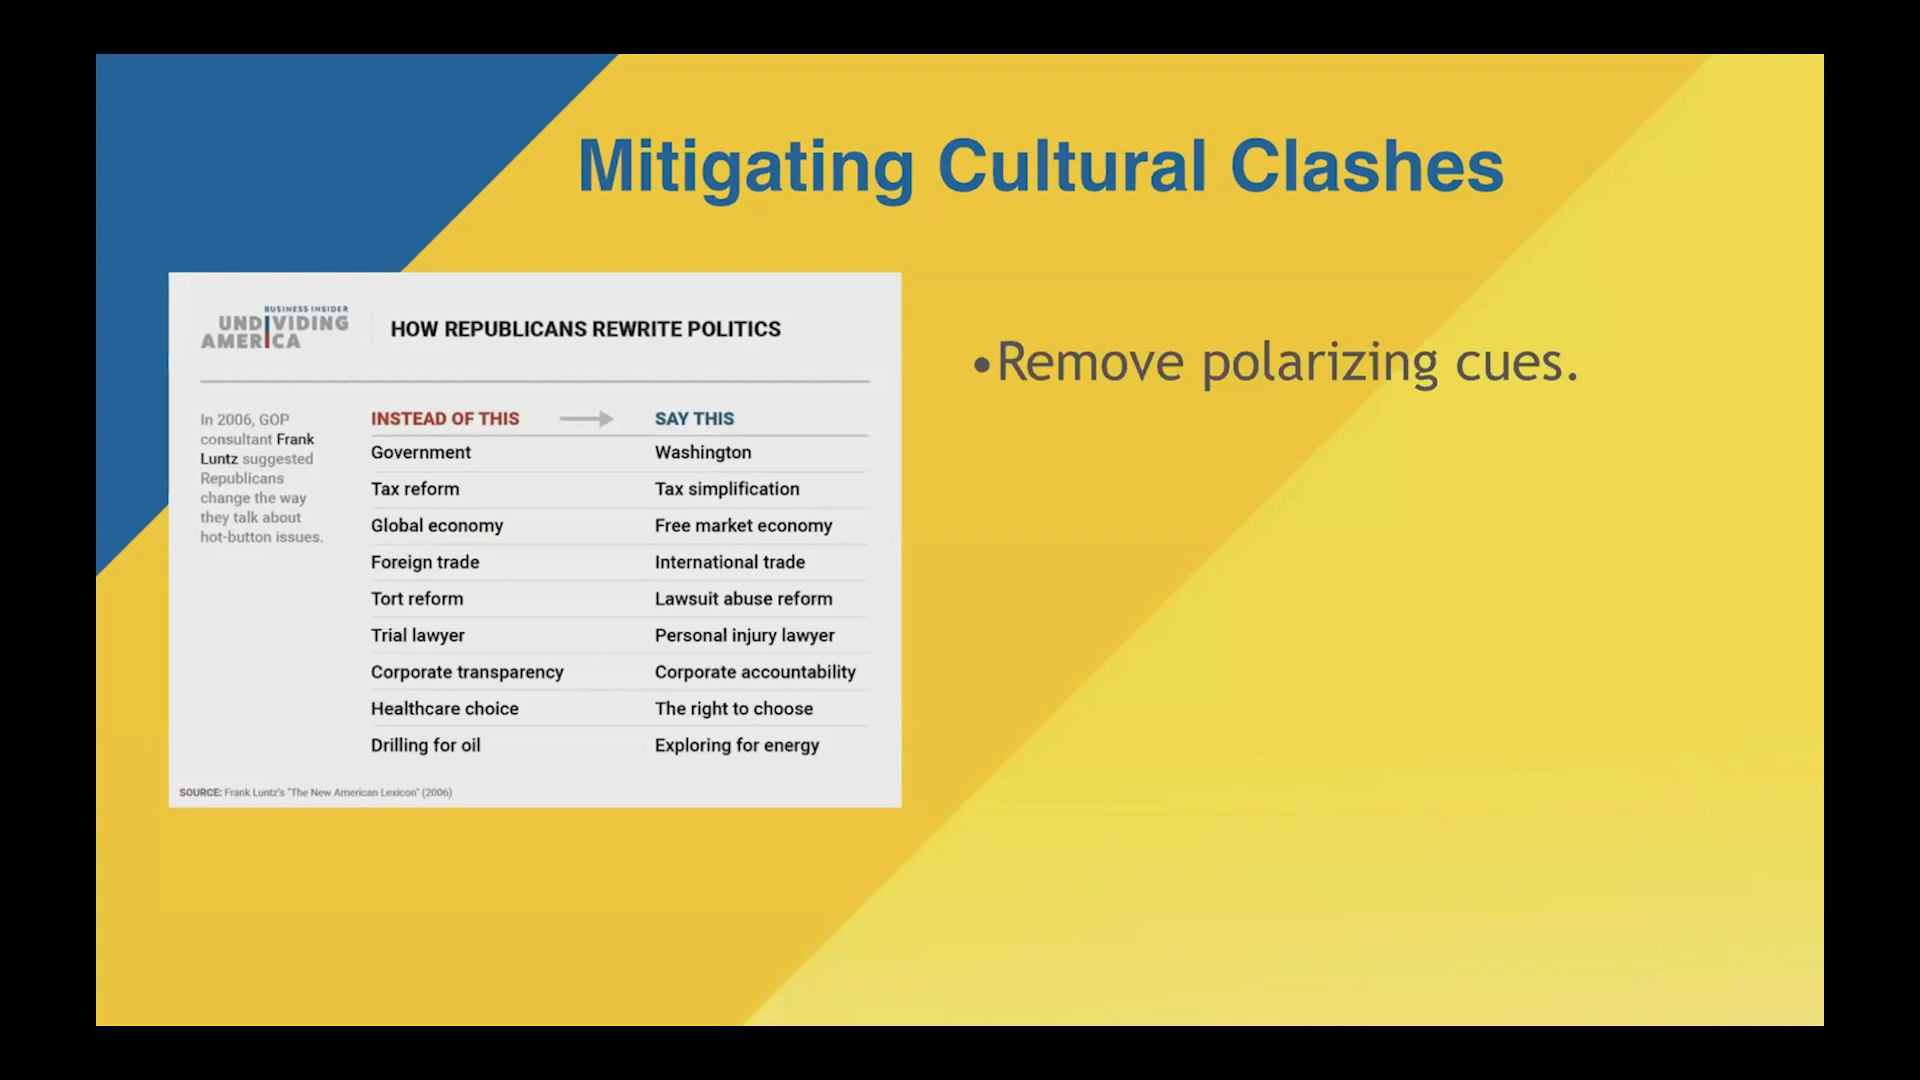 Mitigating Cultural Clashes
BUSINESS INSIDER
UNDIVIDING
AMERICA
HOW REPUBLICANS REWRITE POLITICS
In 2006, GOP
consultant Frank
Luntz suggested
Republicans
change the way
they talk about
hot-button issues.
INSTEAD OF THIS SAY THIS
Government Washington
Tax reform Tax simplification
Global economy Free market economy
Foreign trade International trade
Tort reform Lawsuit abuse reform
Trial lawyer Personal injury lawyer
Corporate transparency Corporate accountability
Healthcare choice The right to choose
Drilling for oil Exploring for energy
SOURCE: Frank Luntz's "The New American Lexicon" (2006)
•Remove polarizing cues.